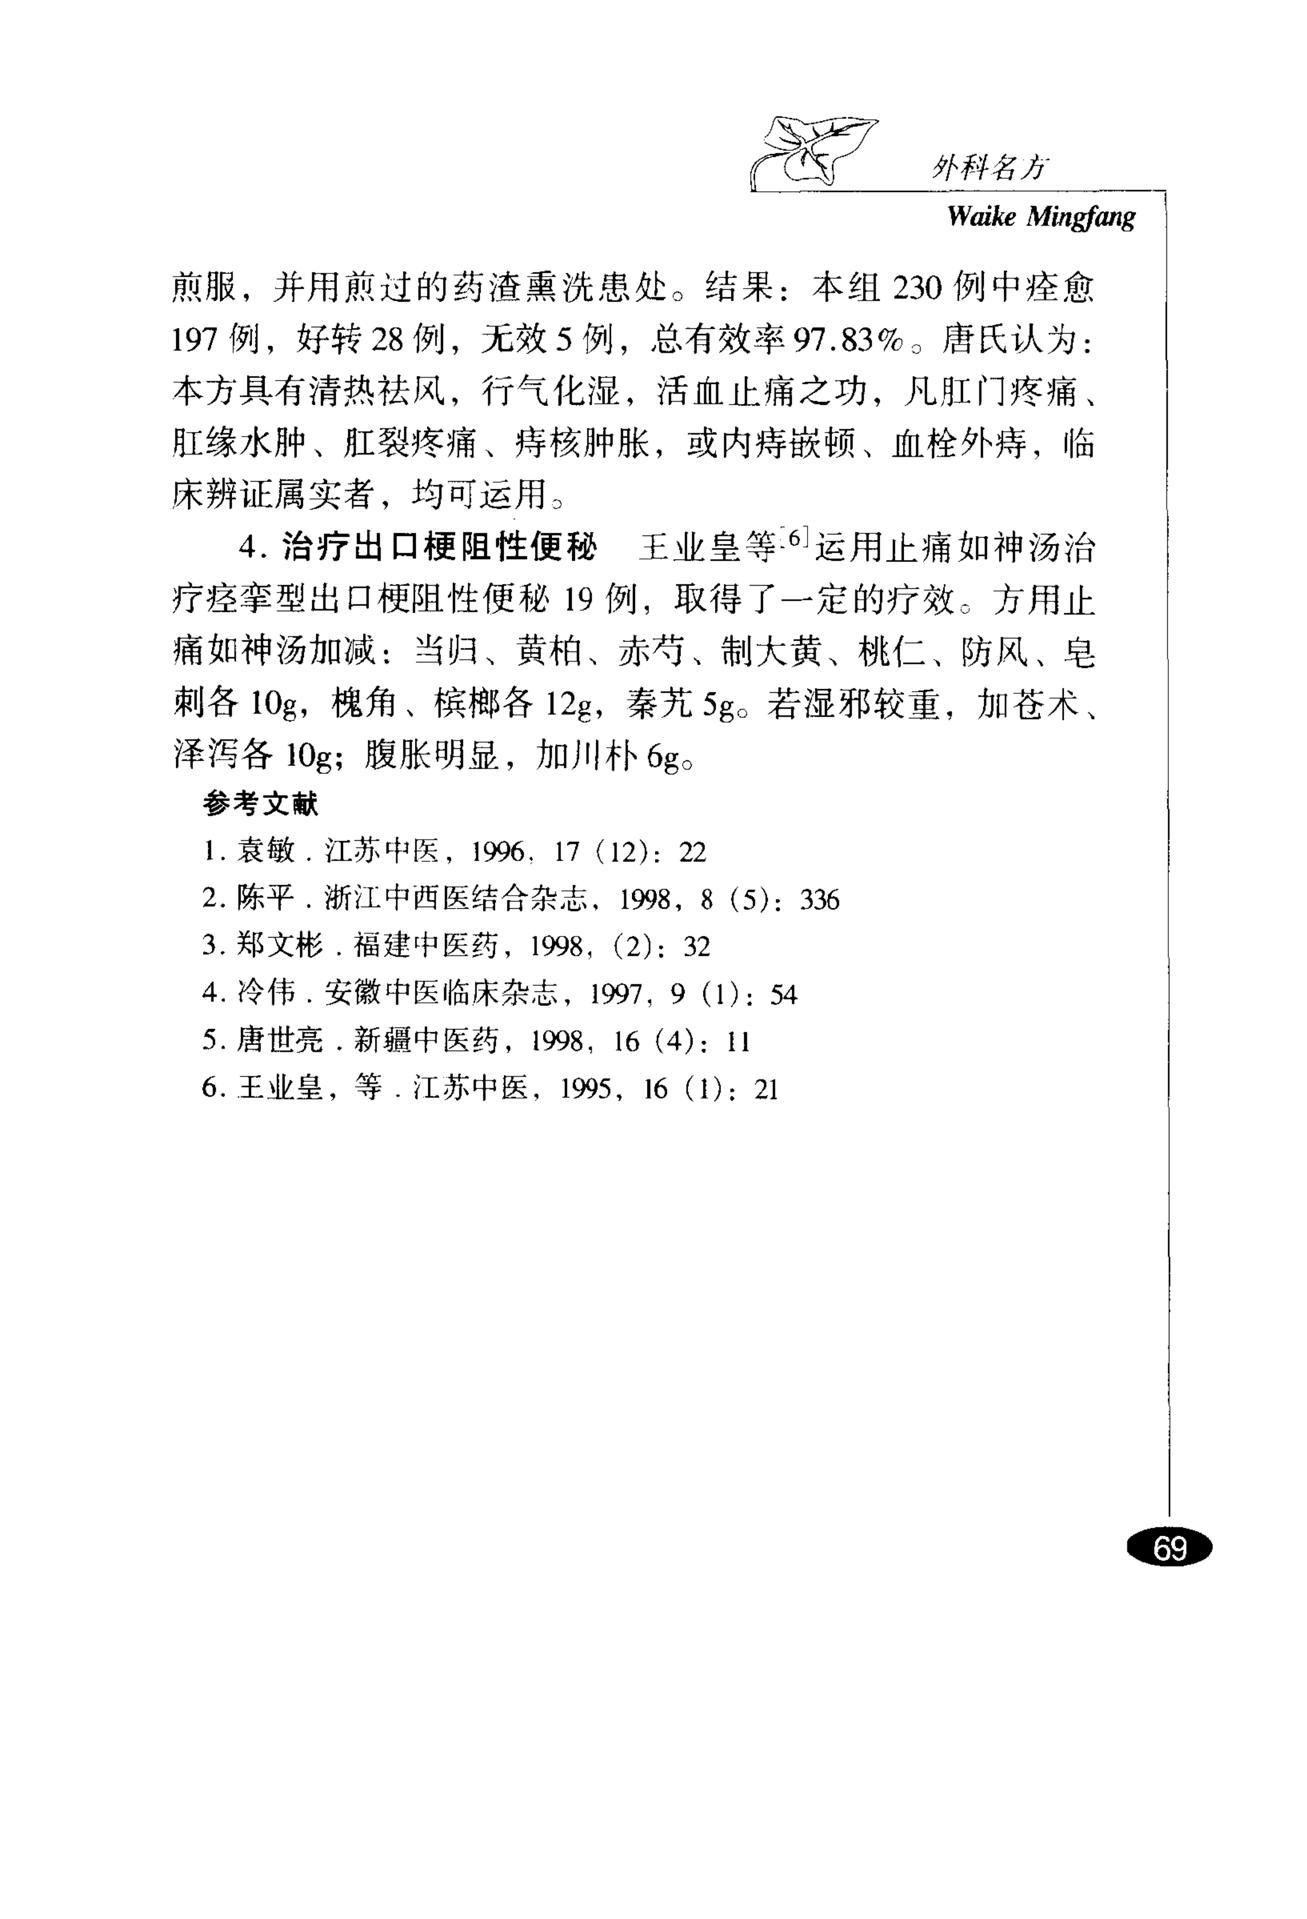 外科名方
Waike Mingfang
煎服，并用煎过的药渣熏洗患处。结果：本组 230 例中痊愈
197 例，好转 28 例，无效 5 例，总有效率 97.83%。唐氏认为：
本方具有清热祛风，行气化湿，活血止痛之功，凡肛门疼痛、
肛缘水肿、肛裂疼痛、痔核肿胀，或内痔嵌顿、血栓外痔，临
床辨证属实者，均可运用。
4. 治疗出口梗阻性便秘 王业皇等[6]运用止痛如神汤治
疗痉挛型出口梗阻性便秘 19 例，取得了一定的疗效。方用止
痛如神汤加减：当归、黄柏、赤芍、制大黄、桃仁、防风、皂
刺各 10g，槐角、槟榔各 12g，秦艽 5g。若湿邪较重，加苍术、
泽泻各 10g；腹胀明显，加川朴 6g。
参考文献
1. 袁敏．江苏中医，1996，17（12）：22
2. 陈平．浙江中西医结合杂志，1998，8（5）：336
3. 郑文彬．福建中医药，1998，（2）：32
4. 冷伟．安徽中医临床杂志，1997，9（1）：54
5. 唐世亮．新疆中医药，1998，16（4）：11
6. 王业皇，等．江苏中医，1995，16（1）：21
69